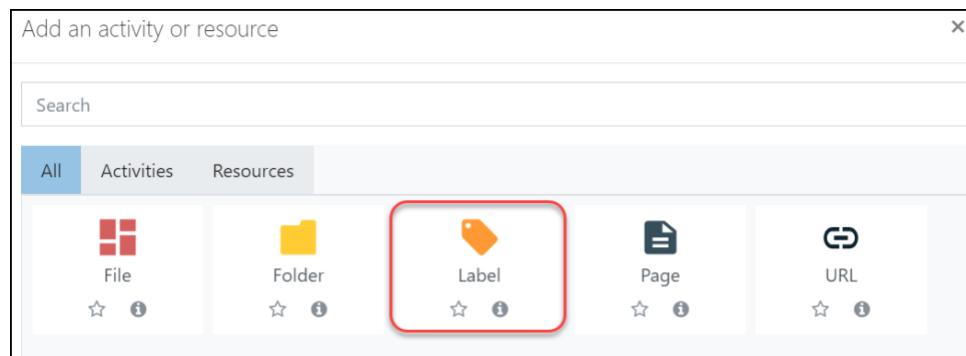 Add an activity or resource
Search
All Activities Resources
File Folder Label Page URL